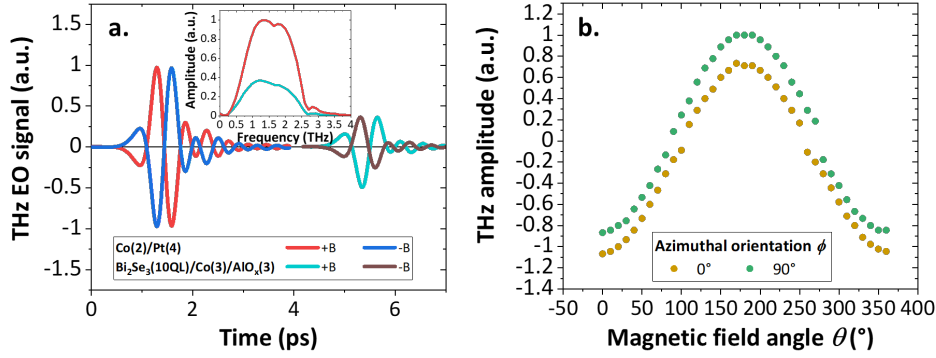 a.
THz EO signal (a.u.)
1.5
1
0.5
0
-0.5
-1
-1.5
0 2 4 6
Time (ps)
Amplitude (a.u.)
1
0.8
0.6
0.4
0.2
0
0 0.5 1 1.5 2 2.5 3 3.5 4
Frequency (THz)
Co(2)/Pt(4) +B -B
Bi₂Se₃(10QL)/Co(3)/AlOₓ(3) +B -B
b.
THz amplitude (a.u.)
1.2
1
0.8
0.6
0.4
0.2
0
-0.2
-0.4
-0.6
-0.8
-1
-1.2
-1.4
-50 0 50 100 150 200 250 300 350 400
Magnetic field angle θ (°)
Azimuthal orientation ϕ
0° 90°